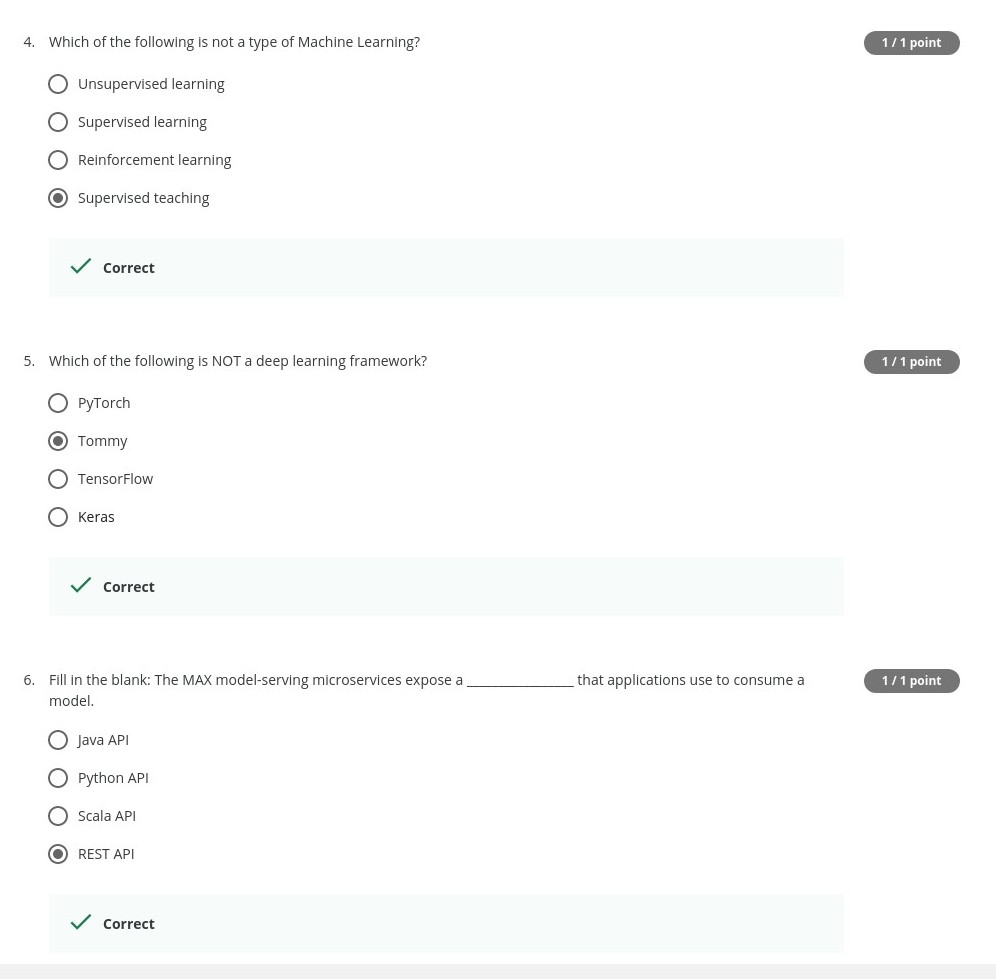 4. Which of the following is not a type of Machine Learning? 1 / 1 point
Unsupervised learning
Supervised learning
Reinforcement learning
Supervised teaching
Correct
5. Which of the following is NOT a deep learning framework? 1 / 1 point
PyTorch
Tommy
TensorFlow
Keras
Correct
6. Fill in the blank: The MAX model-serving microservices expose a ________________ that applications use to consume a 1 / 1 point
model.
Java API
Python API
Scala API
REST API
Correct